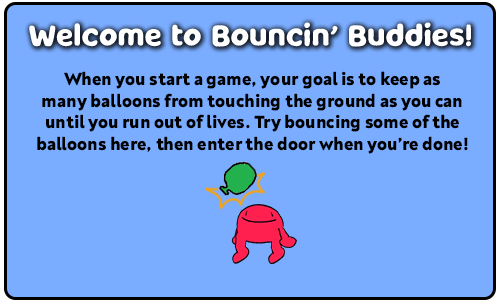 Welcome to Bouncin' Buddies!
When you start a game, your goal is to keep as
many balloons from touching the ground as you can
until you run out of lives. Try bouncing some of the
balloons here, then enter the door when you're done!